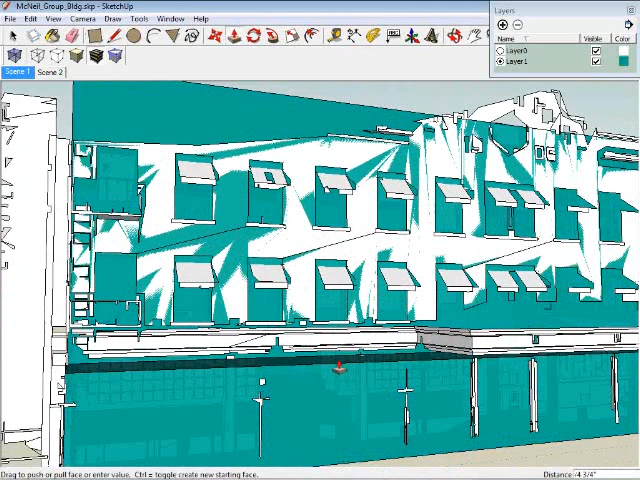 McNeil_Group_Bldg.skp - SketchUp
File Edit View Camera Draw Tools Window Plugins Help
Layers
Name Visible Color
Layer0
Layer1
Scene 1 Scene 2
Drag to push or pull face or enter value. Ctrl = toggle create new starting face.
Distance